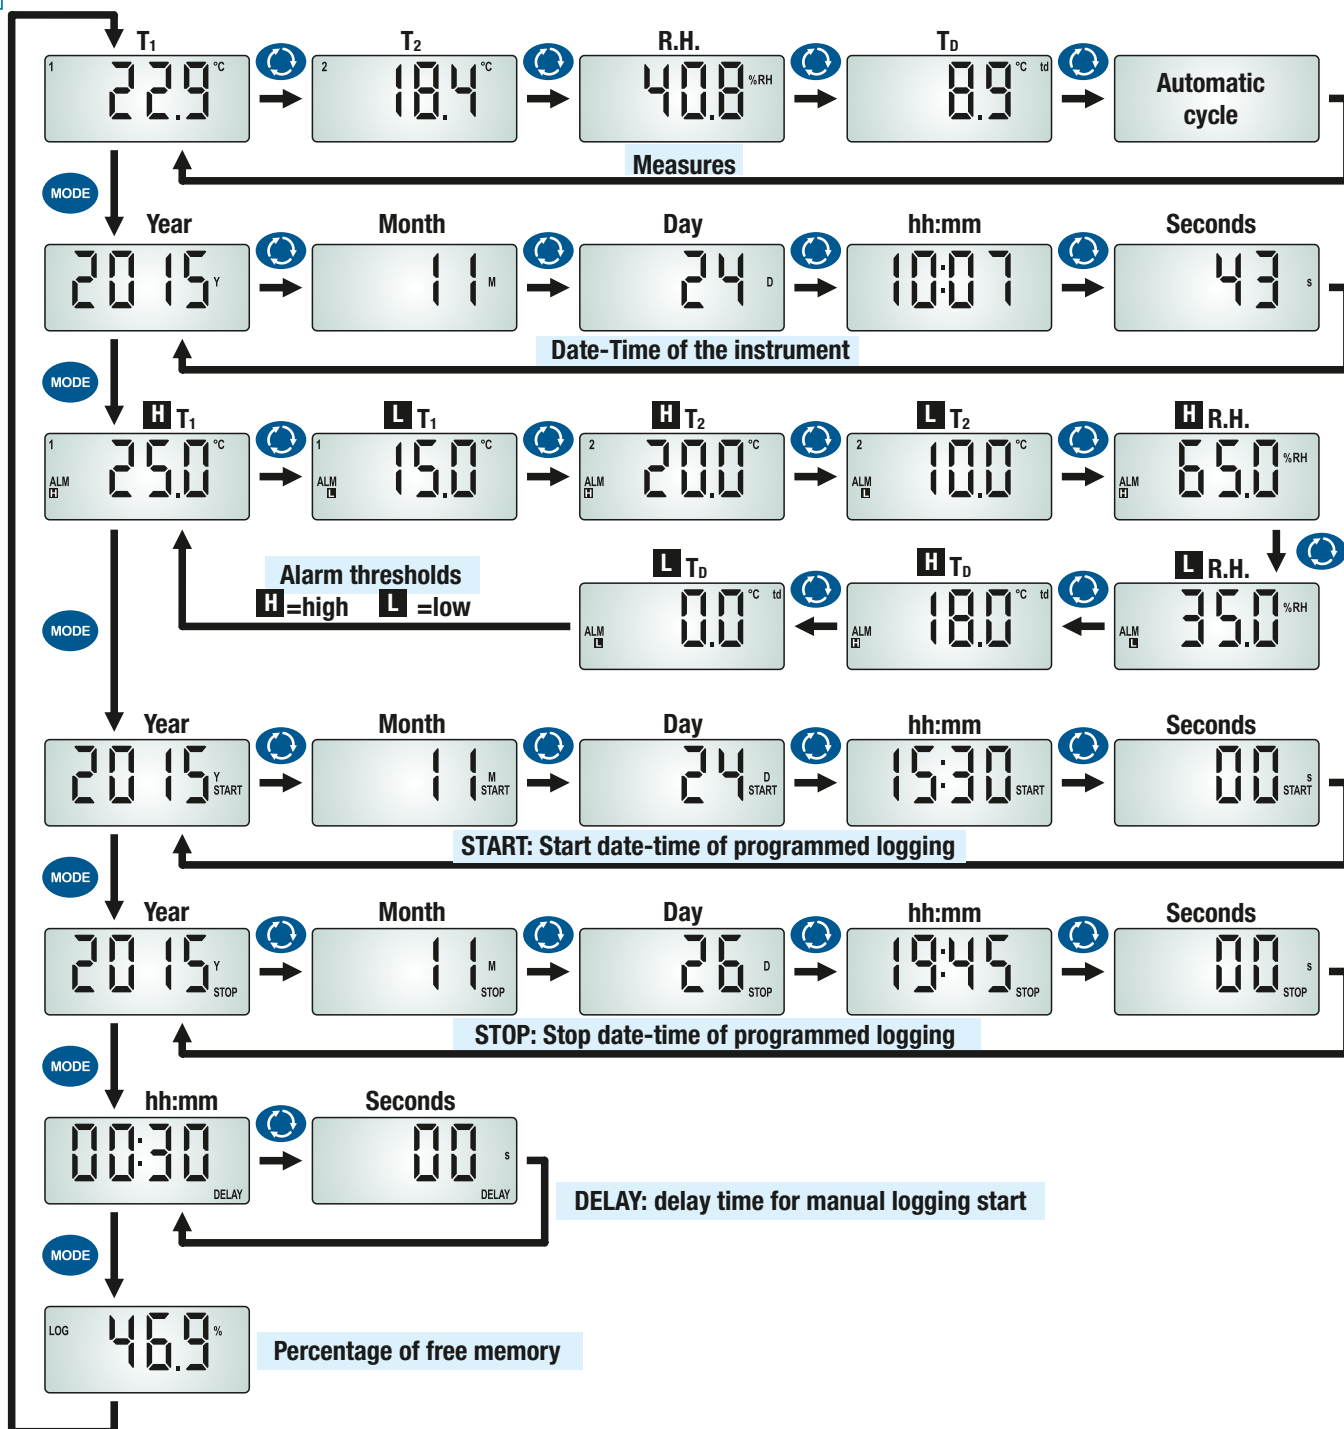 T1 T2 R.H. TD
1 22.9 °C
2 18.4 °C
40.8 %RH
8.9 °C td
Automatic
cycle
Measures
MODE
Year Month Day hh:mm Seconds
2015 Y
11 M
24 D
10:07
43 s
Date-Time of the instrument
MODE
H T1 L T1 H T2 L T2 H R.H.
1 25.0 °C ALM H
1 15.0 °C ALM L
2 20.0 °C ALM H
2 10.0 °C ALM L
65.0 %RH ALM H
L TD H TD L R.H.
Alarm thresholds
H =high L =low
0.0 °C td ALM L
18.0 °C td ALM H
35.0 %RH ALM L
MODE
Year Month Day hh:mm Seconds
2015 Y START
11 M START
24 D START
15:30 START
00 s START
START: Start date-time of programmed logging
MODE
Year Month Day hh:mm Seconds
2015 Y STOP
11 M STOP
26 D STOP
19:45 STOP
00 s STOP
STOP: Stop date-time of programmed logging
MODE
hh:mm Seconds
00:30 DELAY
00 s DELAY
DELAY: delay time for manual logging start
MODE
LOG 46.9 %
Percentage of free memory